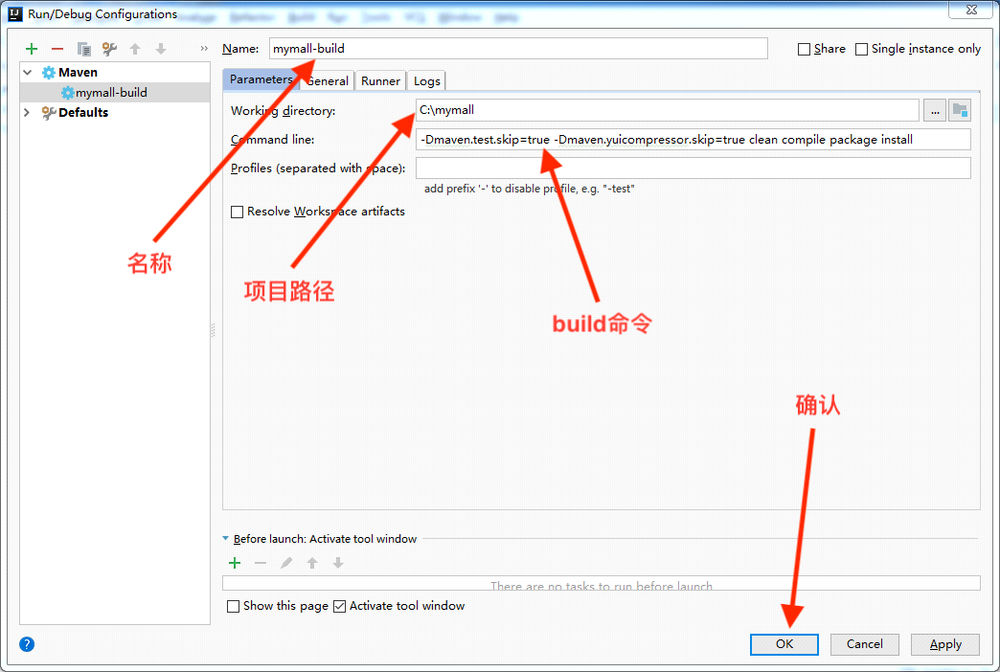 Run/Debug Configurations
Name: mymall-build
Share
Single instance only
Maven
mymall-build
Defaults
Parameters General Runner Logs
Working directory: C:\mymall ...
Command line: -Dmaven.test.skip=true -Dmaven.yuicompressor.skip=true clean compile package install
Profiles (separated with space):
add prefix '-' to disable profile, e.g. "-test"
Resolve Workspace artifacts
名称
项目路径
build命令
确认
Before launch: Activate tool window
There are no tasks to run before launch
Show this page Activate tool window
? OK Cancel Apply